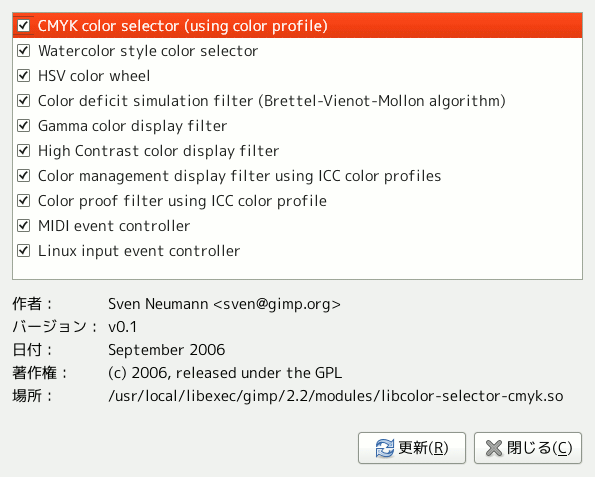 CMYK color selector (using color profile)
Watercolor style color selector
HSV color wheel
Color deficit simulation filter (Brettel-Vienot-Mollon algorithm)
Gamma color display filter
High Contrast color display filter
Color management display filter using ICC color profiles
Color proof filter using ICC color profile
MIDI event controller
Linux input event controller
作者： Sven Neumann <sven@gimp.org>
バージョン： v0.1
日付： September 2006
著作権： (c) 2006, released under the GPL
場所： /usr/local/libexec/gimp/2.2/modules/libcolor-selector-cmyk.so
更新(R) 閉じる(C)